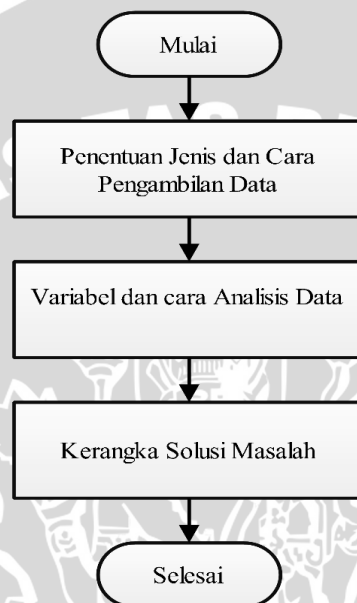 Mulai
Penentuan Jenis dan Cara
Pengambilan Data
Variabel dan cara Analisis Data
Kerangka Solusi Masalah
Selesai